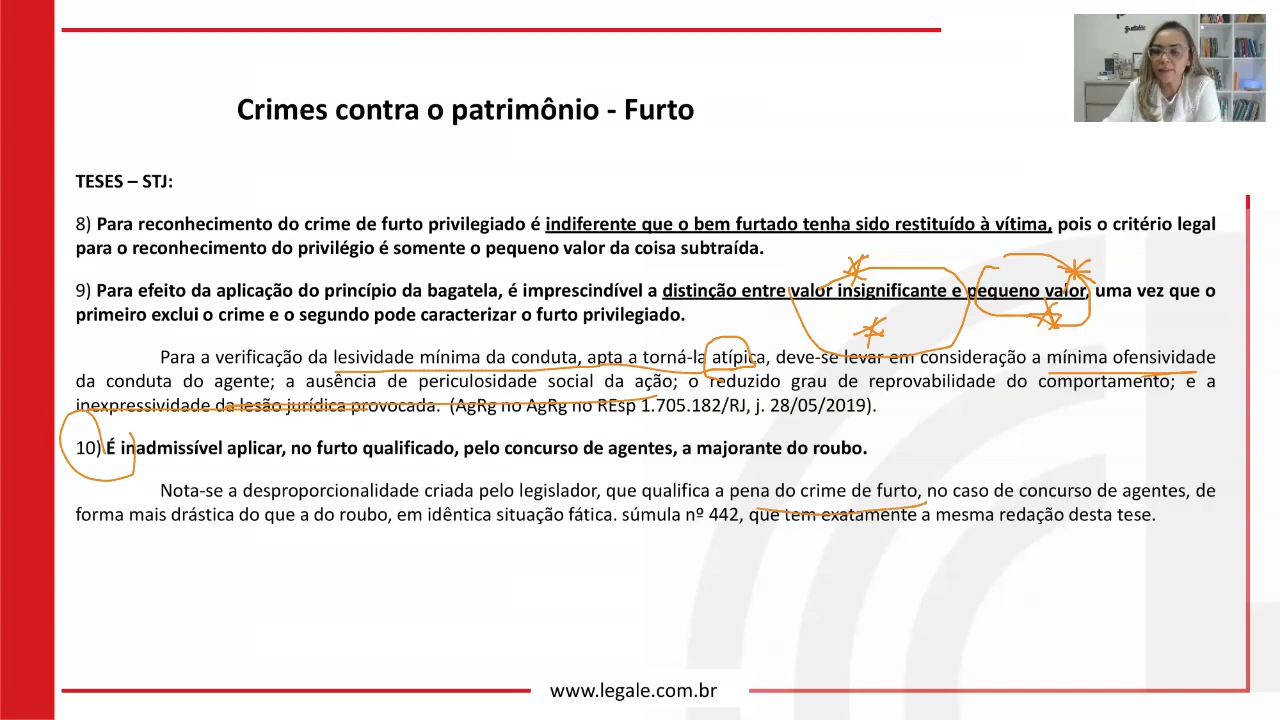 Crimes contra o patrimônio - Furto
TESES – STJ:
8) Para reconhecimento do crime de furto privilegiado é indiferente que o bem furtado tenha sido restituído à vítima, pois o critério legal
para o reconhecimento do privilégio é somente o pequeno valor da coisa subtraída.
9) Para efeito da aplicação do princípio da bagatela, é imprescindível a distinção entre valor insignificante e pequeno valor, uma vez que o
primeiro exclui o crime e o segundo pode caracterizar o furto privilegiado.
Para a verificação da lesividade mínima da conduta, apta a torná-la atípica, deve-se levar em consideração a mínima ofensividade
da conduta do agente; a ausência de periculosidade social da ação; o reduzido grau de reprovabilidade do comportamento; e a
inexpressividade da lesão jurídica provocada. (AgRg no AgRg no REsp 1.705.182/RJ, j. 28/05/2019).
10) É inadmissível aplicar, no furto qualificado, pelo concurso de agentes, a majorante do roubo.
Nota-se a desproporcionalidade criada pelo legislador, que qualifica a pena do crime de furto, no caso de concurso de agentes, de
forma mais drástica do que a do roubo, em idêntica situação fática. súmula nº 442, que tem exatamente a mesma redação desta tese.
www.legale.com.br